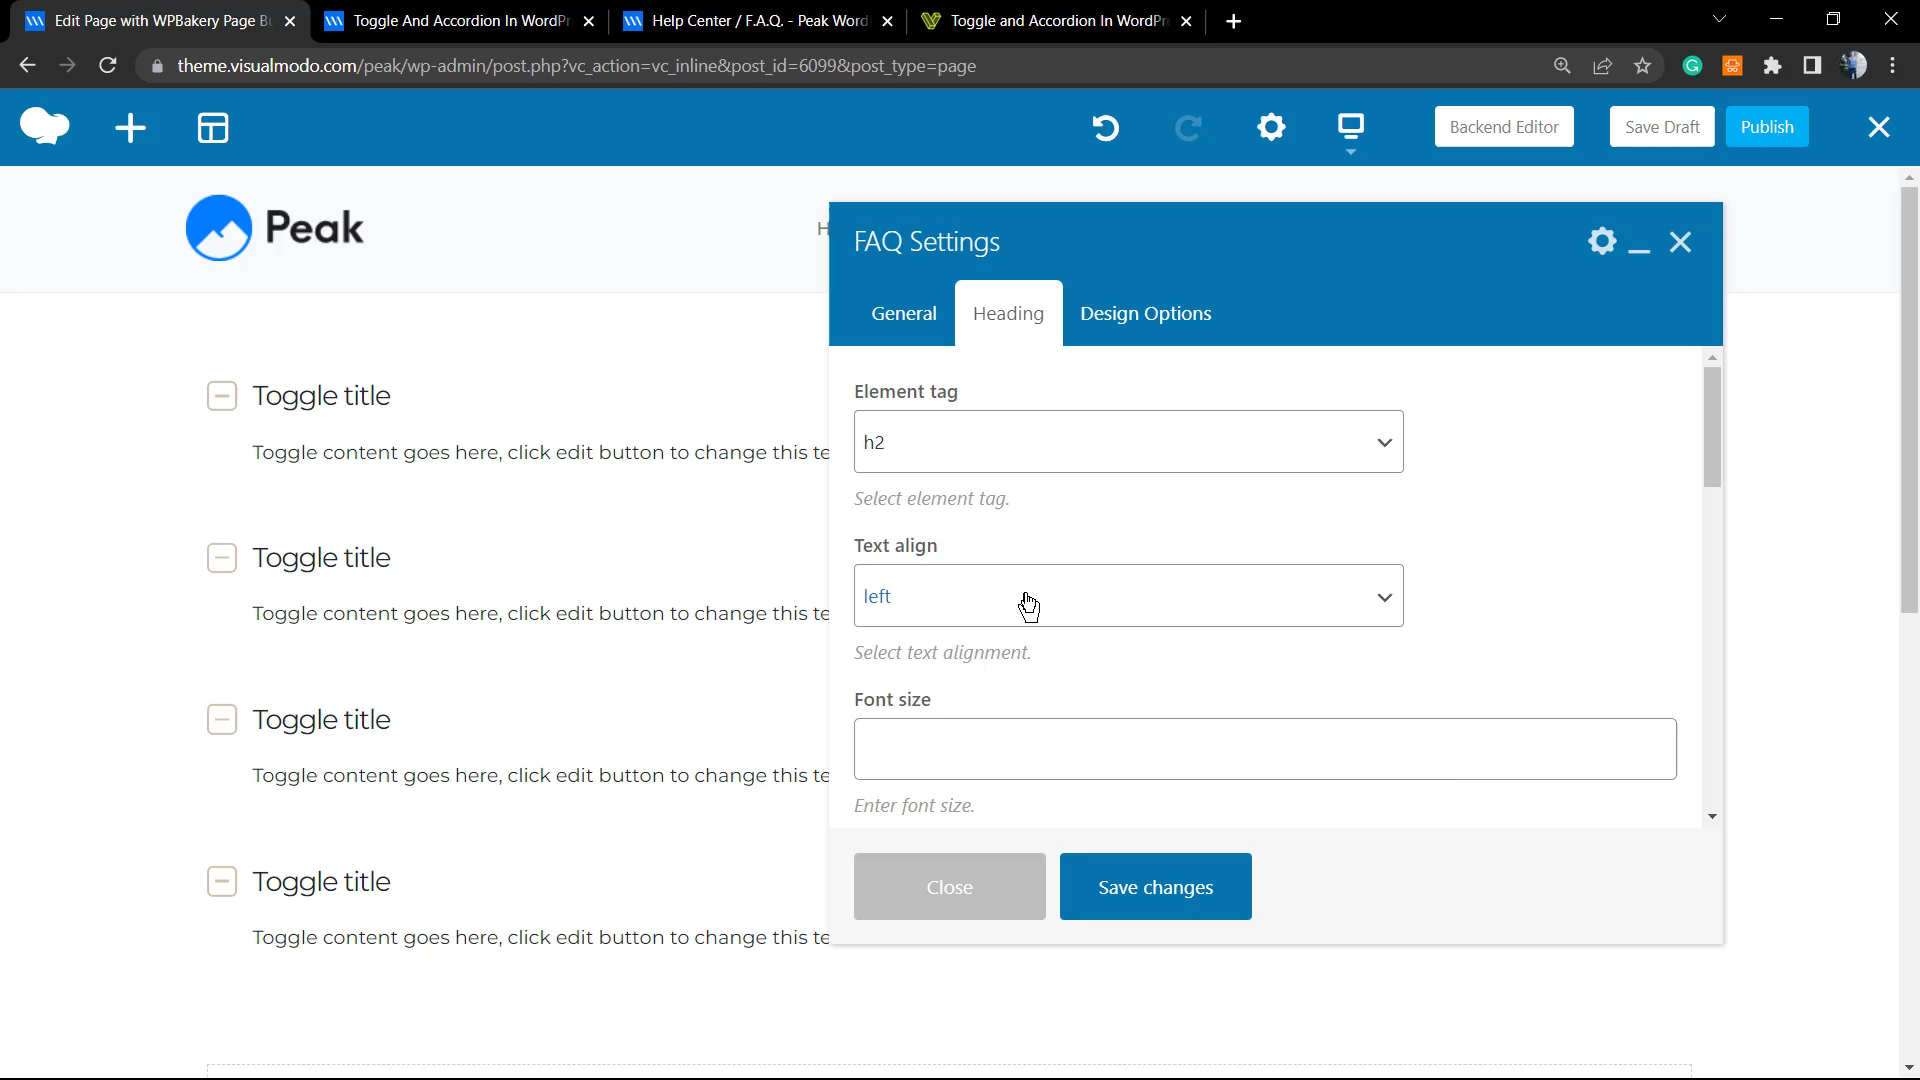 Edit Page with WPBakery Page B
Toggle And Accordion In WordPr
Help Center / F.A.Q. - Peak Word
Toggle and Accordion In WordPr
theme.visualmodo.com/peak/wp-admin/post.php?vc_action=vc_inline&post_id=6099&post_type=page
Backend Editor
Save Draft
Publish
Peak
H
FAQ Settings
General
Heading
Design Options
Element tag
h2
Select element tag.
Text align
left
Select text alignment.
Font size
Enter font size.
Close
Save changes
Toggle title
Toggle content goes here, click edit button to change this te
Toggle title
Toggle content goes here, click edit button to change this te
Toggle title
Toggle content goes here, click edit button to change this te
Toggle title
Toggle content goes here, click edit button to change this te